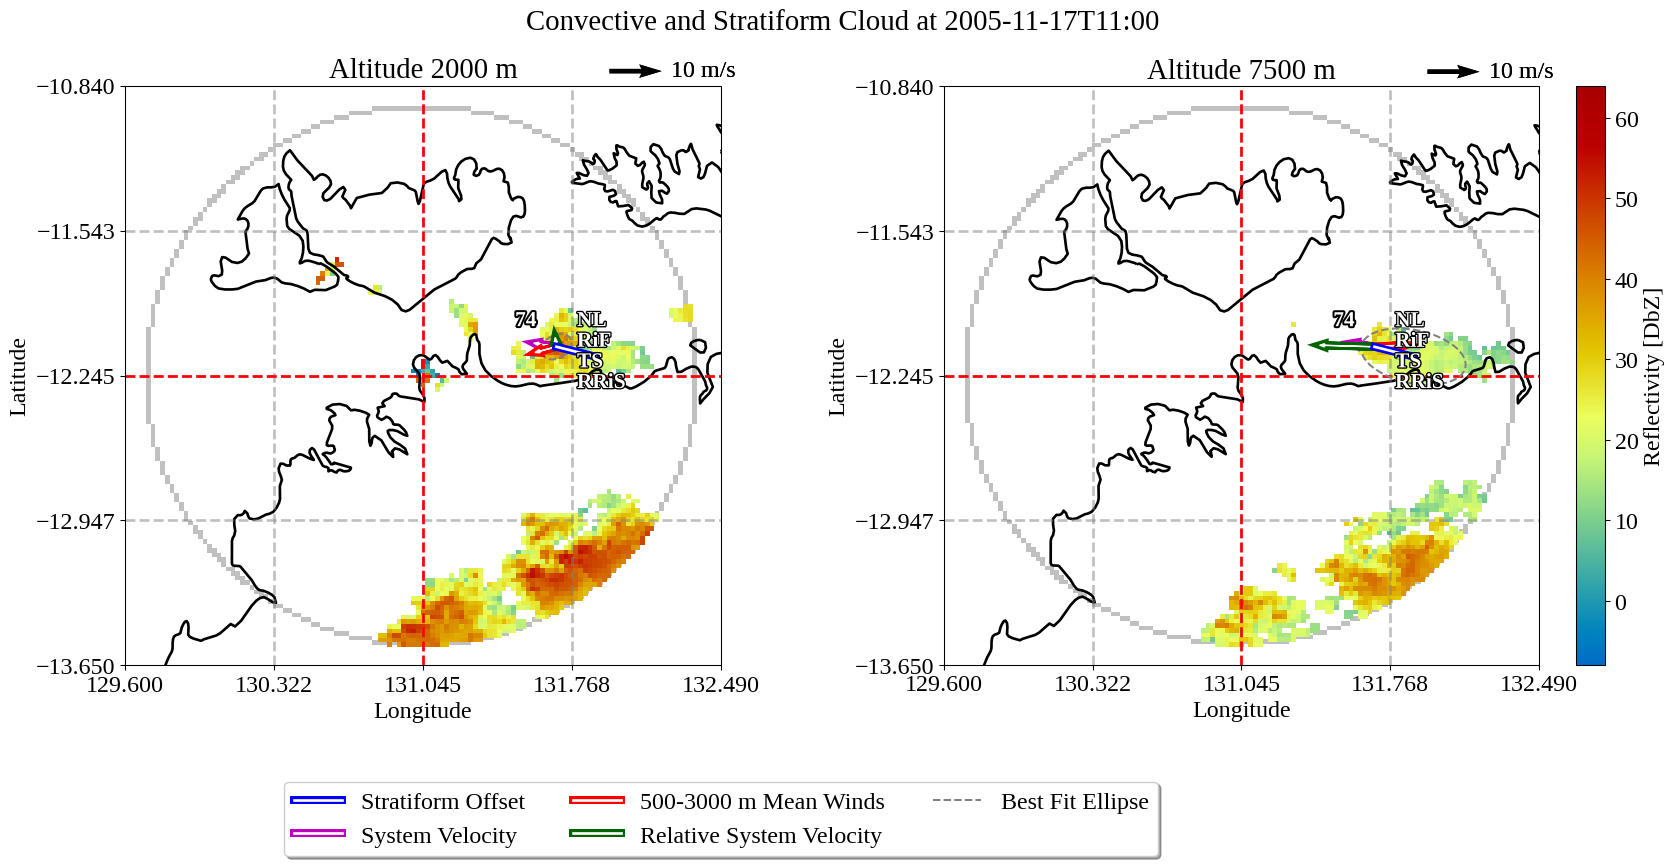 Convective and Stratiform Cloud at 2005-11-17T11:00
Altitude 2000 m
10 m/s
Altitude 7500 m
10 m/s
−10.840
−11.543
−12.245
−12.947
−13.650
Latitude
129.600
130.322
131.045
131.768
132.490
Longitude
74
NL
RiF
TS
RRiS
−10.840
−11.543
−12.245
−12.947
−13.650
Latitude
129.600
130.322
131.045
131.768
132.490
Longitude
74
NL
RiF
TS
RRiS
60
50
40
30
20
10
0
Reflectivity [DbZ]
Stratiform Offset
System Velocity
500-3000 m Mean Winds
Relative System Velocity
Best Fit Ellipse